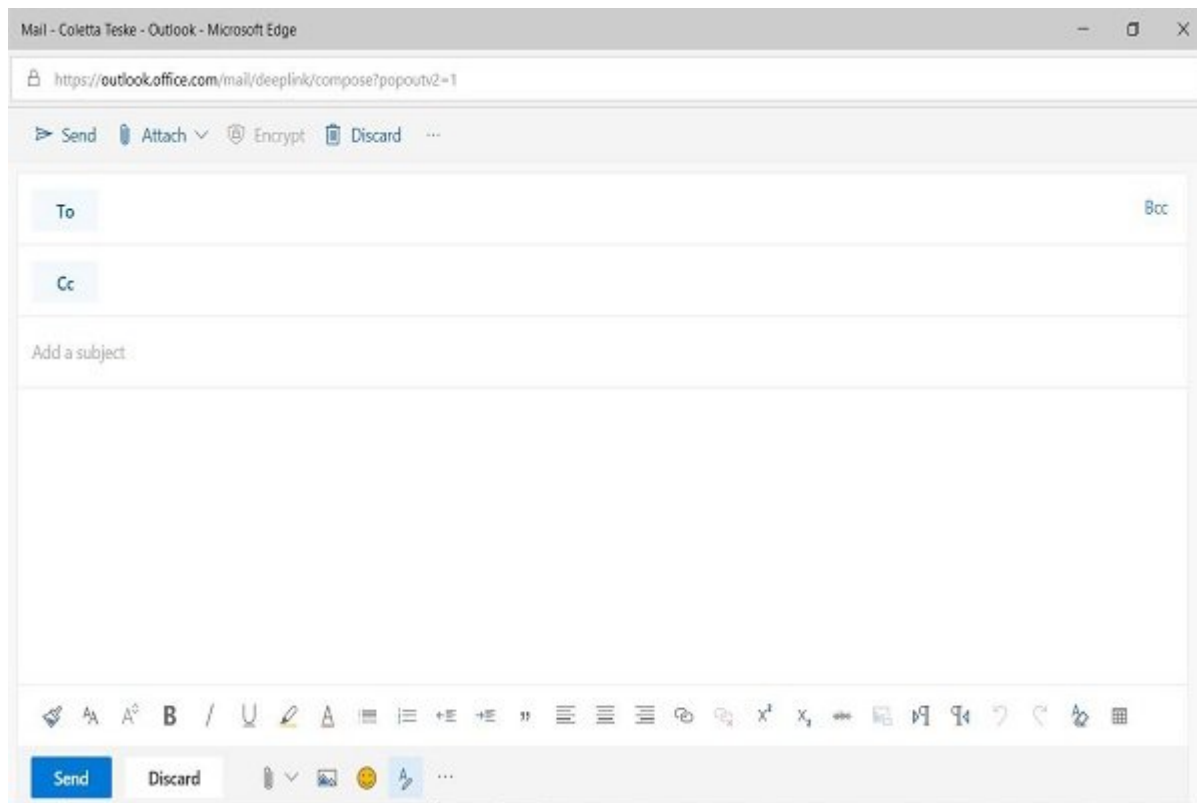 Mail - Coletta Teske - Outlook - Microsoft Edge
https://outlook.office.com/mail/deeplink/compose?popoutv2=1
Send Attach Encrypt Discard ...
To Bcc
Cc
Add a subject
B I U A
Send Discard ...